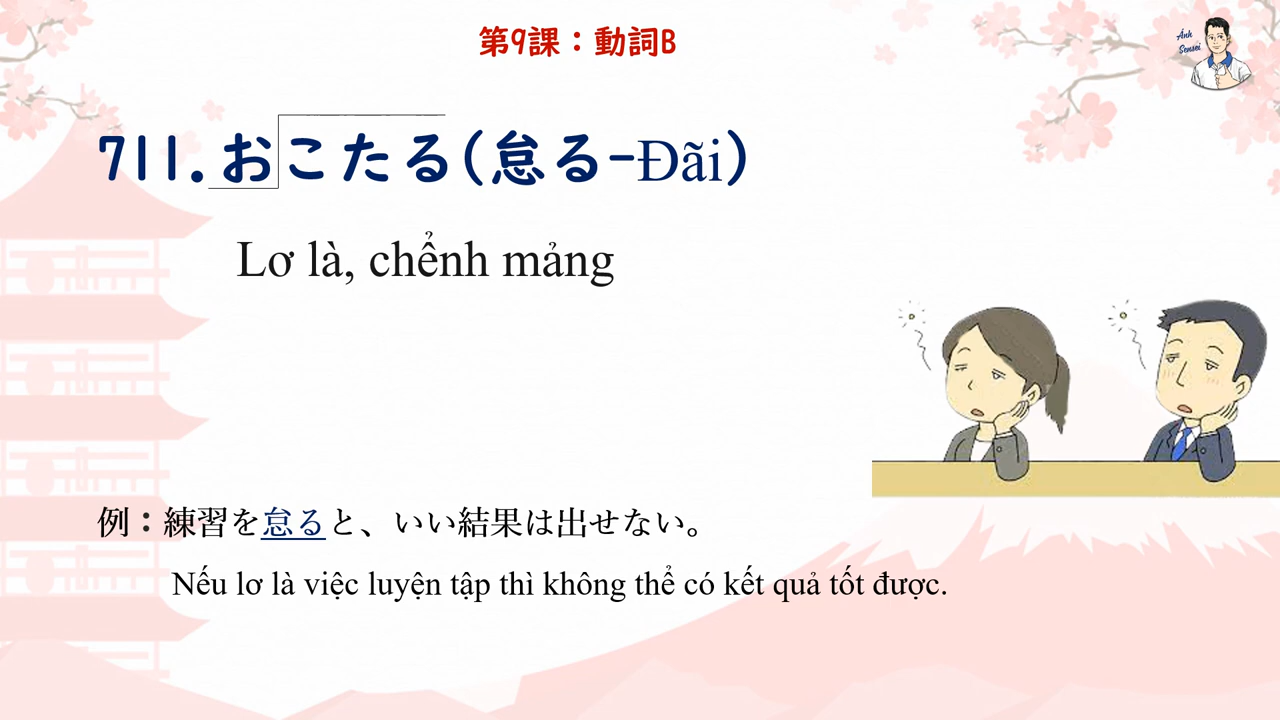 第9課：動詞B
Ánh
Sensei
711.おこたる(怠る-Đãi)
Lơ là, chểnh mảng
例：練習を怠ると、いい結果は出せない。
Nếu lơ là việc luyện tập thì không thể có kết quả tốt được.